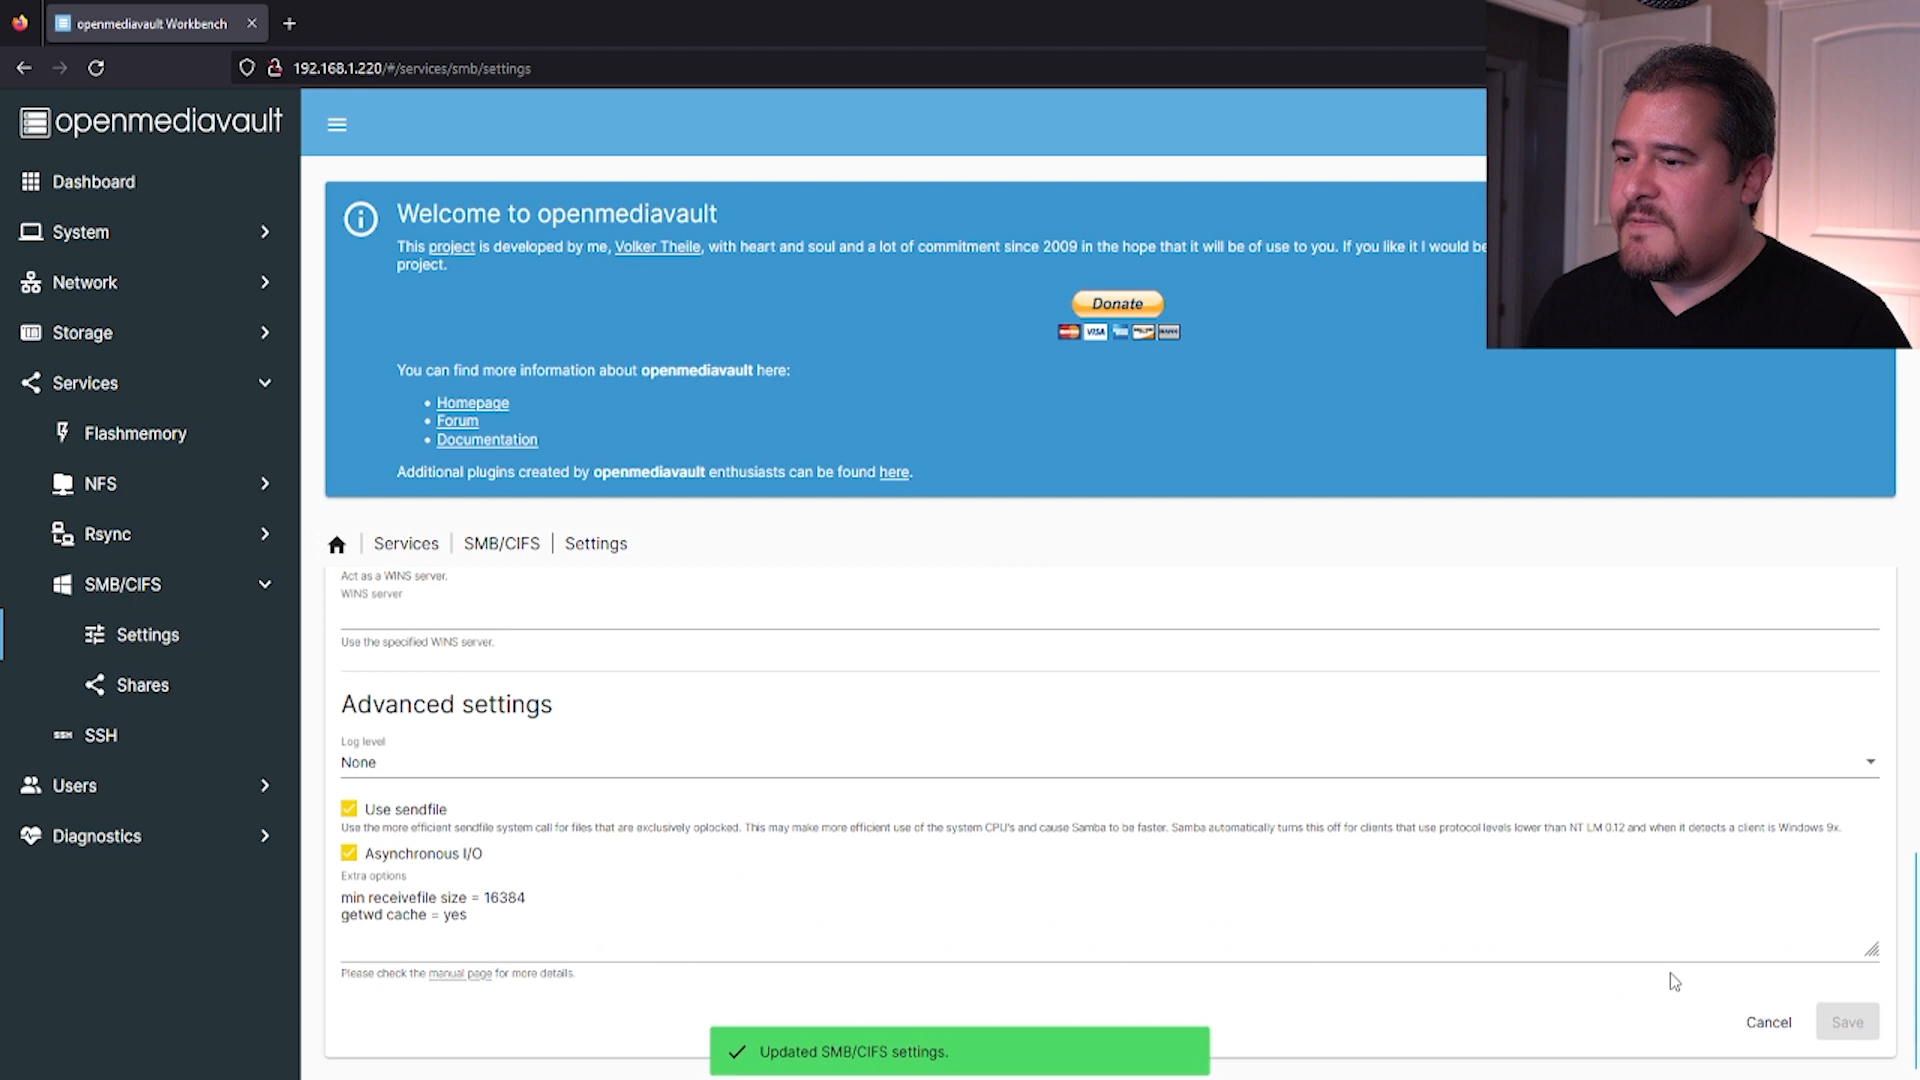 openmediavault Workbench
192.168.1.220/#/services/smb/settings
openmediavault
Dashboard
System
Network
Storage
Services
Flashmemory
NFS
Rsync
SMB/CIFS
Settings
Shares
SSH
Users
Diagnostics
Welcome to openmediavault
This project is developed by me, Volker Theile, with heart and soul and a lot of commitment since 2009 in the hope that it will be of use to you. If you like it I would be
project.
Donate
VISA
You can find more information about openmediavault here:
• Homepage
• Forum
• Documentation
Additional plugins created by openmediavault enthusiasts can be found here.
Services | SMB/CIFS | Settings
Act as a WINS server.
WINS server
Use the specified WINS server.
Advanced settings
Log level
None
Use sendfile
Use the more efficient sendfile system call for files that are exclusively oplocked. This may make more efficient use of the system CPU's and cause Samba to be faster. Samba automatically turns this off for clients that use protocol levels lower than NT LM 0.12 and when it detects a client is Windows 9x.
Asynchronous I/O
Extra options
min receivefile size = 16384
getwd cache = yes
Please check the manual page for more details.
Cancel
Save
Updated SMB/CIFS settings.